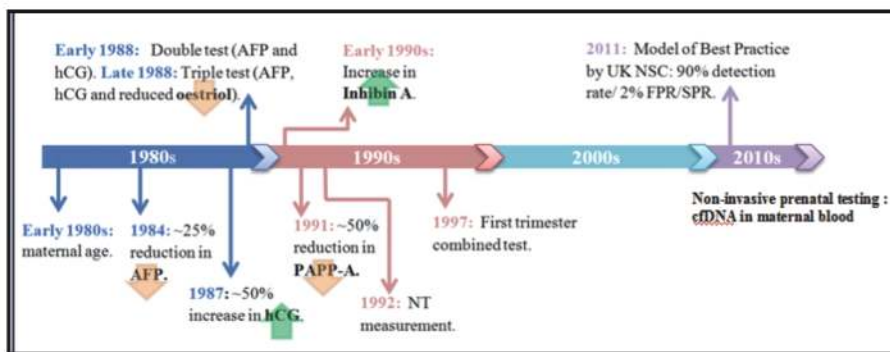 Early 1988: Double test (AFP and
hCG). Late 1988: Triple test (AFP,
hCG and reduced oestriol).
Early 1990s:
Increase in
Inhibin A.
2011: Model of Best Practice
by UK NSC: 90% detection
rate/ 2% FPR/SPR.
1980s
1990s
2000s
2010s
Early 1980s:
maternal age.
1984: ~25%
reduction in
AFP.
1987: ~50%
increase in hCG.
1991: ~50%
reduction in
PAPP-A.
1992: NT
measurement.
1997: First trimester
combined test.
Non-invasive prenatal testing :
cfDNA in maternal blood